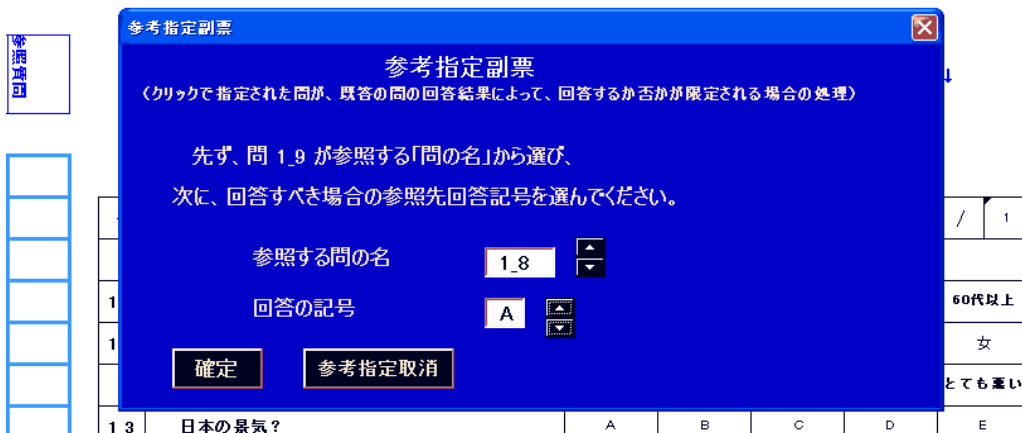 参考指定副票
参照質問
参考指定副票
(クリックで指定された問が、既答の問の回答結果によって、回答するか否かが限定される場合の処理)
↓
先ず、問 1_9 が参照する「問の名」から選び、
次に、回答すべき場合の参照先回答記号を選んでください。
/ 1
参照する問の名 1_8
1 60代以上
回答の記号 A
1 女
確定 参考指定取消
とても悪い
1 3 日本の景気? A B C D E